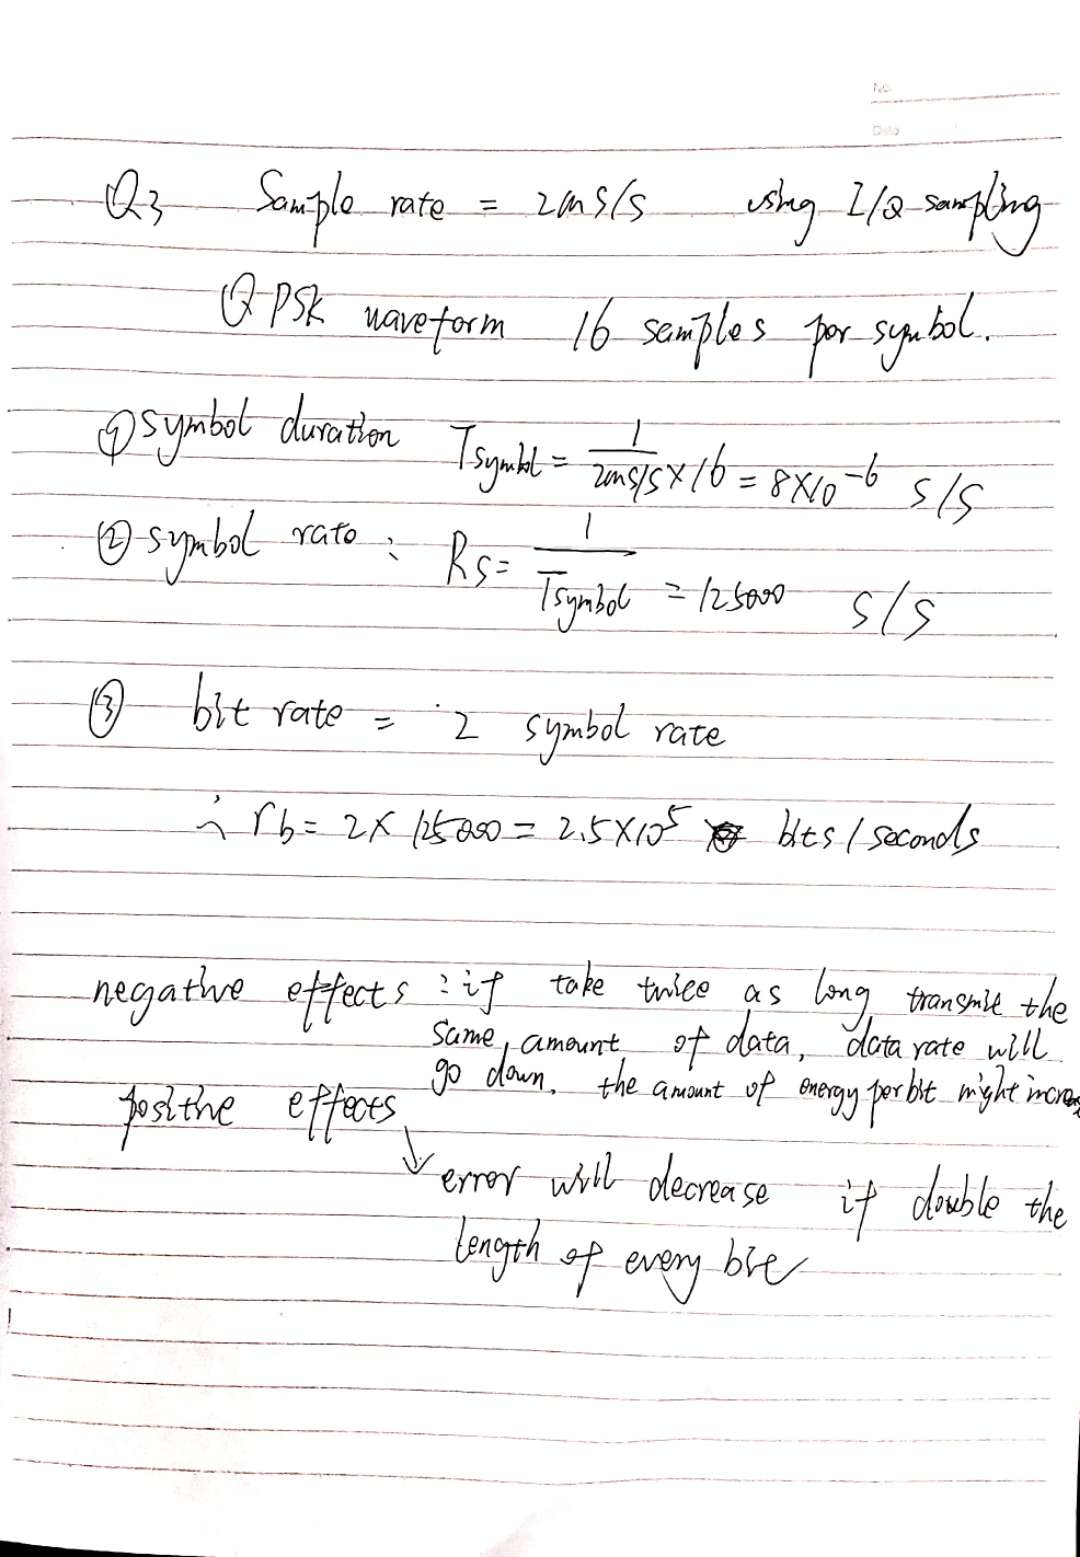 No.
Date
Q3 Sample rate = 2mS/s using I/Q sampling
QPSK waveform 16 samples per symbol.
① symbol duration Tsymbol = 1/2mS/s × 16 = 8×10^-6 s/s
② symbol rate : Rs = 1/Tsymbol = 125000 s/s
③ bit rate = 2 symbol rate
∴ rb = 2× 125000 = 2.5×10^5 bits / seconds
negative effects : if take twice as long transmit the
same, amount of data, data rate will
go down. the amount of energy per bit might increas
positive effects
↓ error will decrease if double the
length of every bit